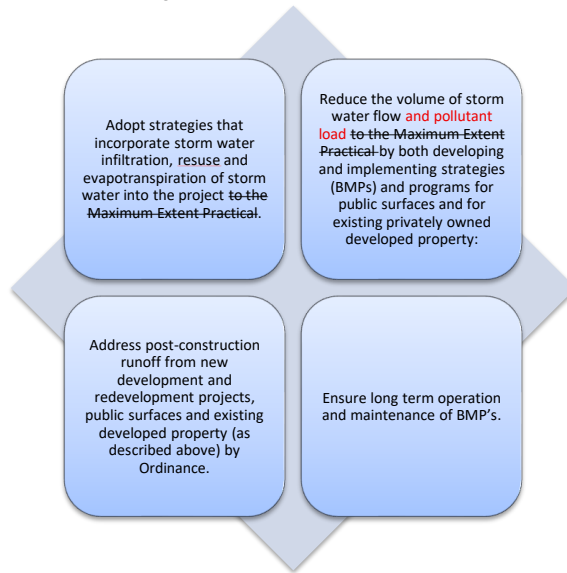 Adopt strategies that
incorporate storm water
infiltration, resuse and
evapotranspiration of storm
water into the project to the
Maximum Extent Practical.
Reduce the volume of storm
water flow and pollutant
load to the Maximum Extent
Practical by both developing
and implementing strategies
(BMPs) and programs for
public surfaces and for
existing privately owned
developed property:
Address post-construction
runoff from new
development and
redevelopment projects,
public surfaces and existing
developed property (as
described above) by
Ordinance.
Ensure long term operation
and maintenance of BMP's.